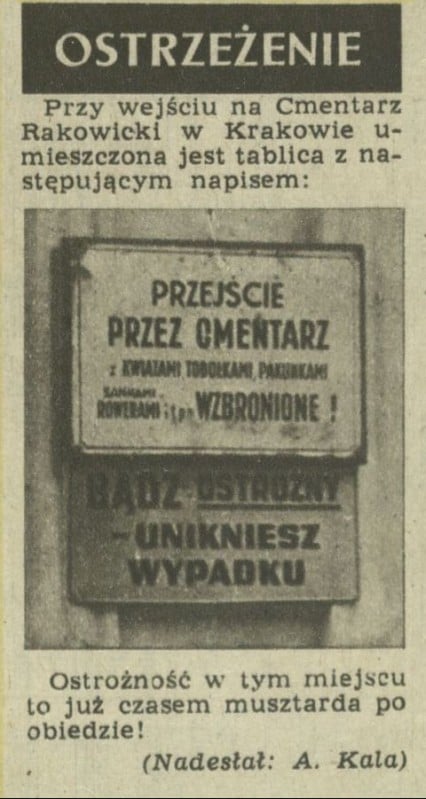 OSTRZEŻENIE
Przy wejściu na Cmentarz
Rakowicki w Krakowie u-
mieszczona jest tablica z na-
stępującym napisem:
PRZEJŚCIE
PRZEZ CMENTARZ
z KWIATAMI TOBOŁKAMI, PAKUNKAMI
SANKAMI
ROWERAMI i t p. WZBRONIONE !
BĄDŹ OSTROŻNY
- UNIKNIESZ
WYPADKU
Ostrożność w tym miejscu
to już czasem musztarda po
obiedzie!
(Nadesłał: A. Kala)